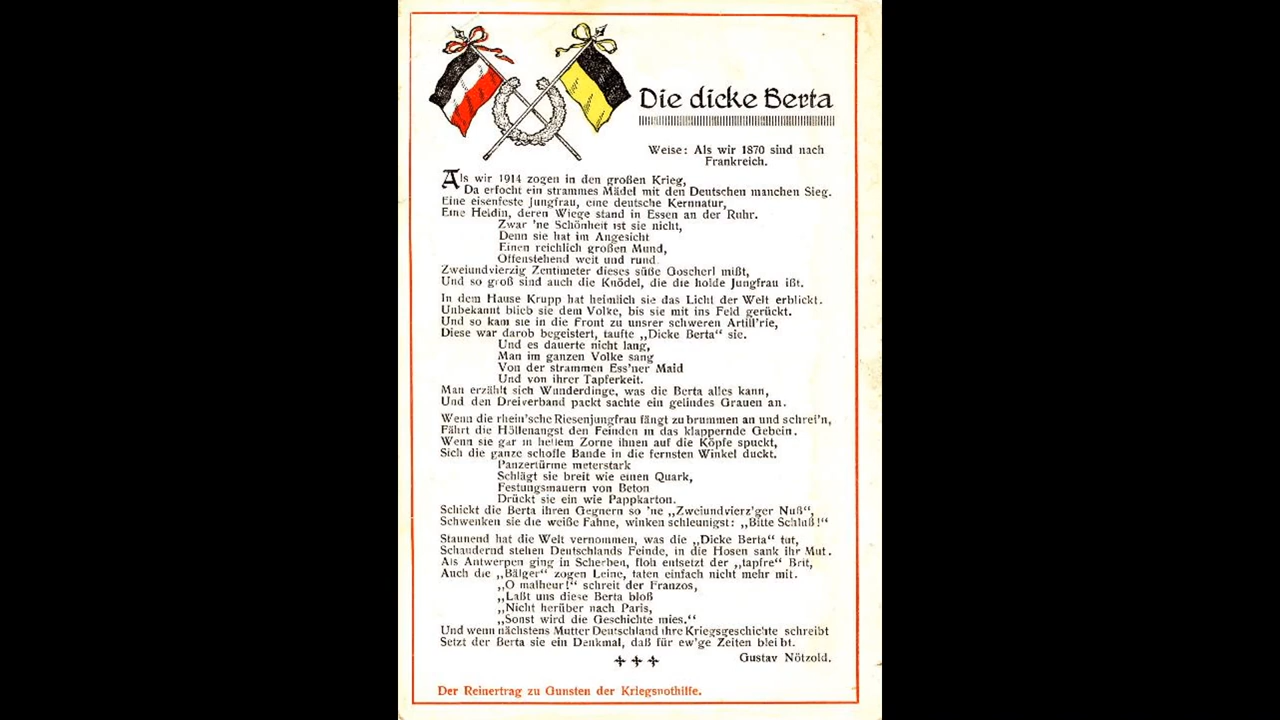 Die dicke Berta
Weise: Als wir 1870 sind nach
Frankreich.
Als wir 1914 zogen in den großen Krieg,
Da erfocht ein strammes Mädel mit den Deutschen manchen Sieg.
Eine eisenfeste Jungfrau, eine deutsche Kernnatur,
Eine Heldin, deren Wiege stand in Essen an der Ruhr.
Zwar 'ne Schönheit ist sie nicht,
Denn sie hat im Angesicht
Einen reichlich großen Mund,
Offenstehend weit und rund.
Zweiundvierzig Zentimeter dieses süße Goscherl mißt,
Und so groß sind auch die Knödel, die die holde Jungfrau ißt.
In dem Hause Krupp hat heimlich sie das Licht der Welt erblickt.
Unbekannt blieb sie dem Volke, bis sie mit ins Feld gerückt.
Und so kam sie in die Front zu unsrer schweren Artill'rie,
Diese war darob begeistert, taufte „Dicke Berta“ sie.
Und es dauerte nicht lang,
Man im ganzen Volke sang
Von der strammen Ess'ner Maid
Und von ihrer Tapferkeit.
Man erzählt sich Wunderdinge, was die Berta alles kann,
Und den Dreiverband packt sachte ein gelindes Grauen an.
Wenn die rhein'sche Riesenjungfrau fängt zu brummen an und schrei'n,
Fährt die Höllenangst den Feinden in das klappernde Gebein.
Wenn sie gar in hellem Zorne ihnen auf die Köpfe spuckt,
Sich die ganze schofle Bande in die fernsten Winkel duckt.
Panzertürme meterstark
Schlägt sie breit wie einen Quark,
Festungsmauern von Beton
Drückt sie ein wie Pappkarton.
Schickt die Berta ihren Gegnern so 'ne „Zweiundvierz'ger Nuß“,
Schwenken sie die weiße Fahne, winken schleunigst: „Bitte Schluß!“
Staunend hat die Welt vernommen, was die „Dicke Berta“ tut,
Schaudernd stehen Deutschlands Feinde, in die Hosen sank ihr Mut.
Als Antwerpen ging in Scherben, floh entsetzt der „tapfre“ Brit,
Auch die „Bälger“ zogen Leine, taten einfach nicht mehr mit.
„O malheur!“ schreit der Franzos,
„Laßt uns diese Berta bloß
„Nicht herüber nach Paris,
„Sonst wird die Geschichte mies.“
Und wenn nächstens Mutter Deutschland ihre Kriegsgeschichte schreibt
Setzt der Berta sie ein Denkmal, daß für ew'ge Zeiten bleibt.
Gustav Nötzold.
Der Reinertrag zu Gunsten der Kriegsnothilfe.